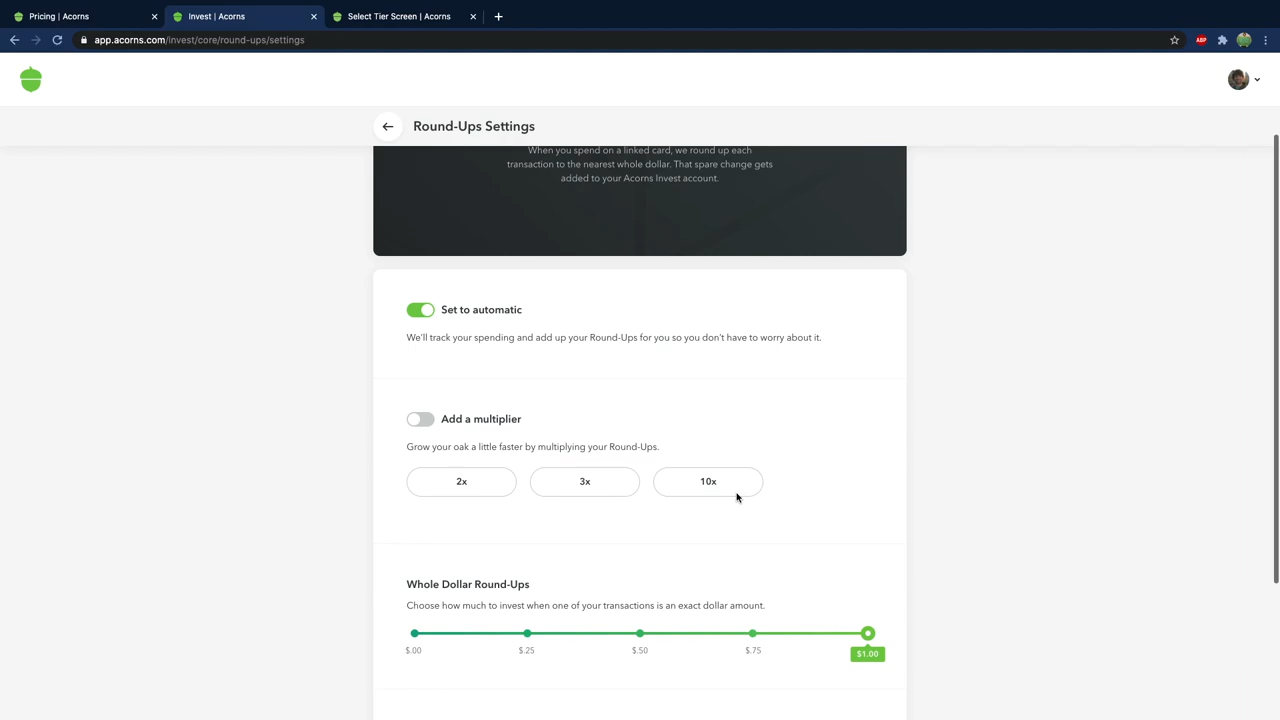 Pricing | Acorns
Invest | Acorns
Select Tier Screen | Acorns
app.acorns.com/invest/core/round-ups/settings
ABP
Round-Ups Settings
When you spend on a linked card, we round up each
transaction to the nearest whole dollar. That spare change gets
added to your Acorns Invest account.
Set to automatic
We'll track your spending and add up your Round-Ups for you so you don't have to worry about it.
Add a multiplier
Grow your oak a little faster by multiplying your Round-Ups.
2x 3x 10x
Whole Dollar Round-Ups
Choose how much to invest when one of your transactions is an exact dollar amount.
$.00 $.25 $.50 $.75 $1.00